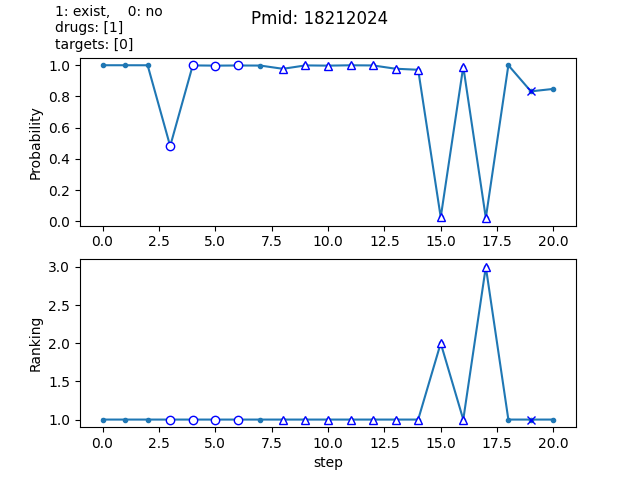 1: exist,    0: no
drugs: [1]
targets: [0]
Pmid: 18212024
1.0
0.8
0.6
0.4
0.2
0.0
Probability
0.0 2.5 5.0 7.5 10.0 12.5 15.0 17.5 20.0
3.0
2.5
2.0
1.5
1.0
Ranking
0.0 2.5 5.0 7.5 10.0 12.5 15.0 17.5 20.0
step